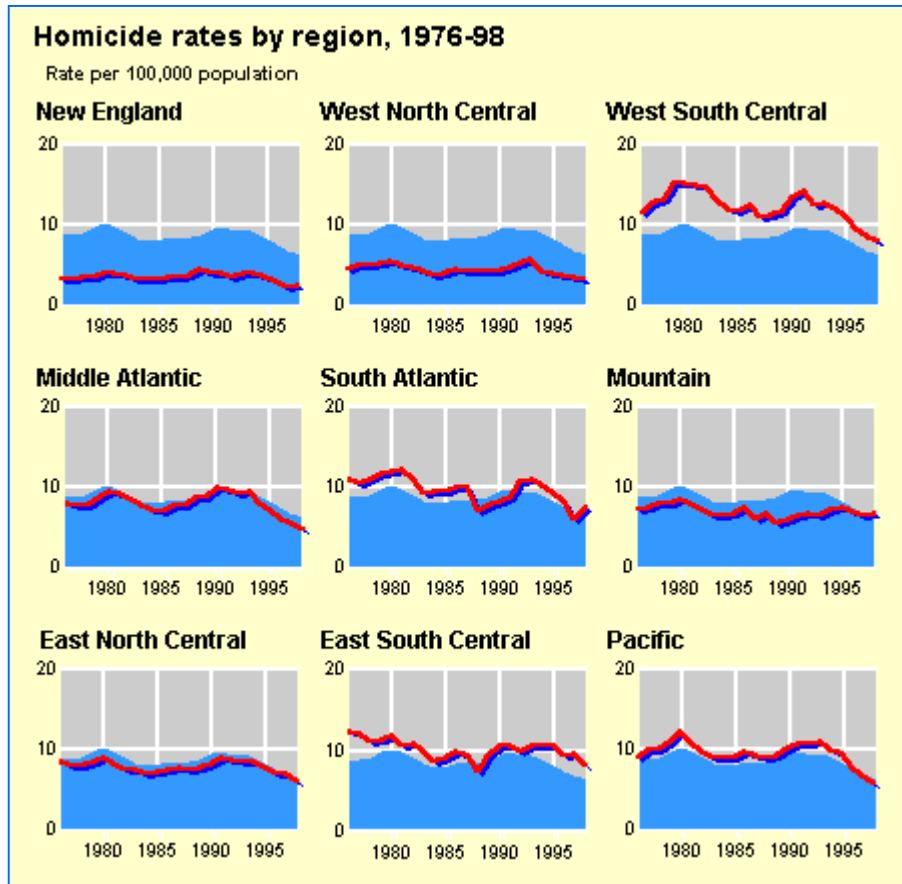 Homicide rates by region, 1976-98
Rate per 100,000 population
New England
20
10
0
1980 1985 1990 1995
West North Central
20
10
0
1980 1985 1990 1995
West South Central
20
10
0
1980 1985 1990 1995
Middle Atlantic
20
10
0
1980 1985 1990 1995
South Atlantic
20
10
0
1980 1985 1990 1995
Mountain
20
10
0
1980 1985 1990 1995
East North Central
20
10
0
1980 1985 1990 1995
East South Central
20
10
0
1980 1985 1990 1995
Pacific
20
10
0
1980 1985 1990 1995